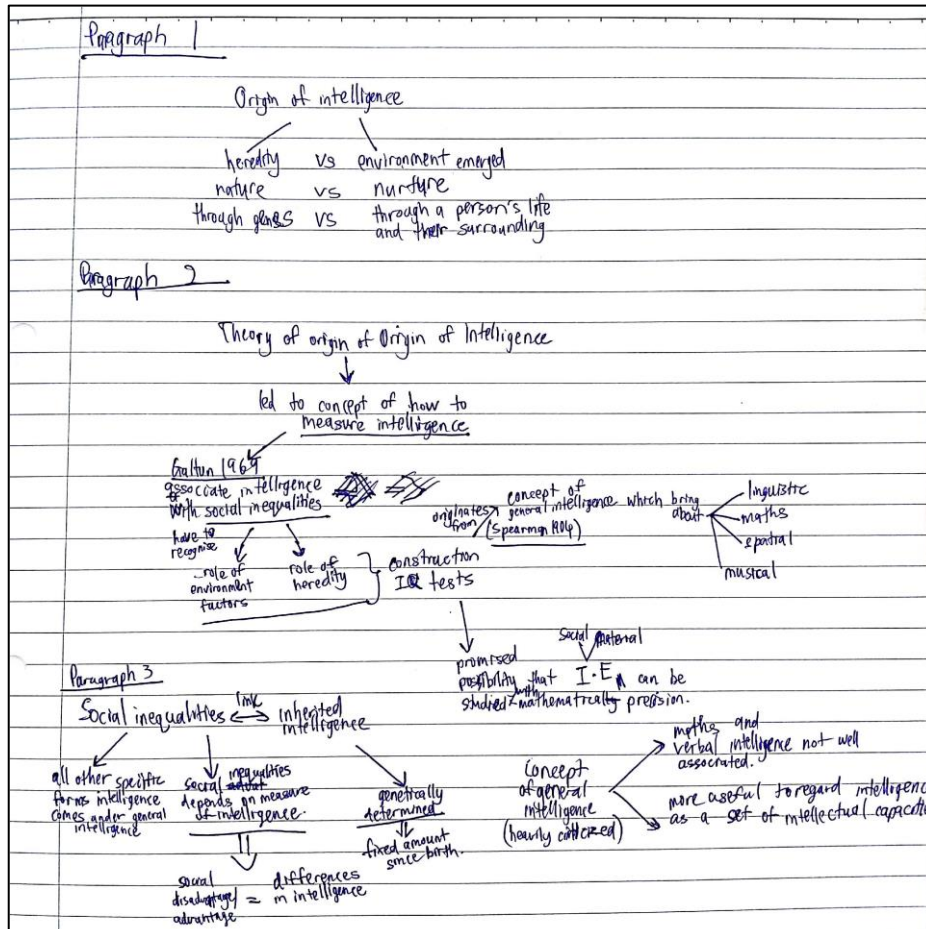 Paragraph 1
Origin of intelligence
heredity vs environment emerged
nature vs nurture
through genes vs through a person's life
and their surrounding
Paragraph 2
Theory of origin of Origin of Intelligence
led to concept of how to
measure intelligence
Galtun 1969
associate intelligence
with social inequalities
have to
recognise
role of
environment
factors
role of
heredity
construction
IQ tests
originates
from
concept of
general intelligence which bring
about
(Spearman 1904)
linguistic
maths
spatial
musical
promised
possibility that I.E, can be
studied with mathematically precision.
social material
Paragraph 3
Social inequalities link inherited
intelligence
all other specific
forms intelligence
comes under general
intelligence
social inequalities
depends on measure
of intelligence.
social
disadvantage/
advantage
= differences
in intelligence
genetically
determined
fixed amount
since birth.
concept
of general
intelligence
(heavily criticized)
maths and
verbal intelligence not well
associated.
more useful to regard intelligenc
as a set of intellectual